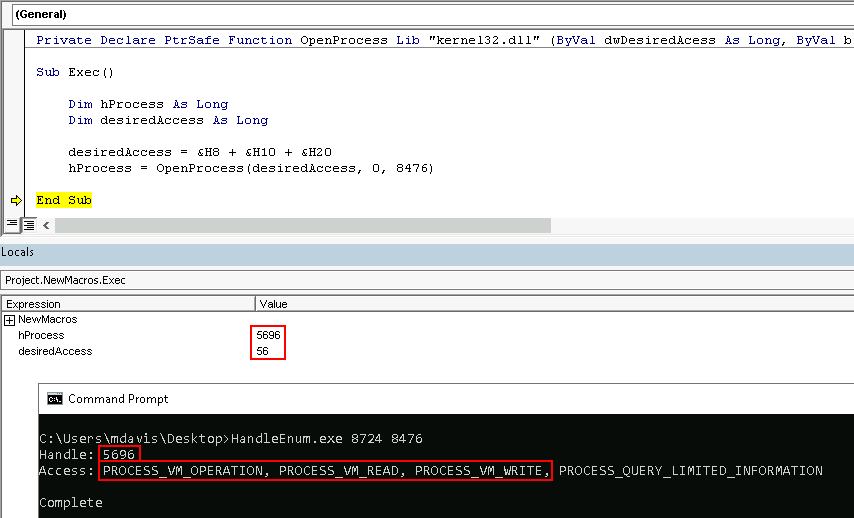 (General)
Private Declare PtrSafe Function OpenProcess Lib "kernel32.dll" (ByVal dwDesiredAcess As Long, ByVal b
Sub Exec()
Dim hProcess As Long
Dim desiredAccess As Long
desiredAccess = &H8 + &H10 + &H20
hProcess = OpenProcess(desiredAccess, 0, 8476)
End Sub
Locals
Project.NewMacros.Exec
Expression Value
NewMacros
hProcess 5696
desiredAccess 56
C:\. Command Prompt
C:\Users\mdavis\Desktop>HandleEnum.exe 8724 8476
Handle: 5696
Access: PROCESS_VM_OPERATION, PROCESS_VM_READ, PROCESS_VM_WRITE, PROCESS_QUERY_LIMITED_INFORMATION
Complete